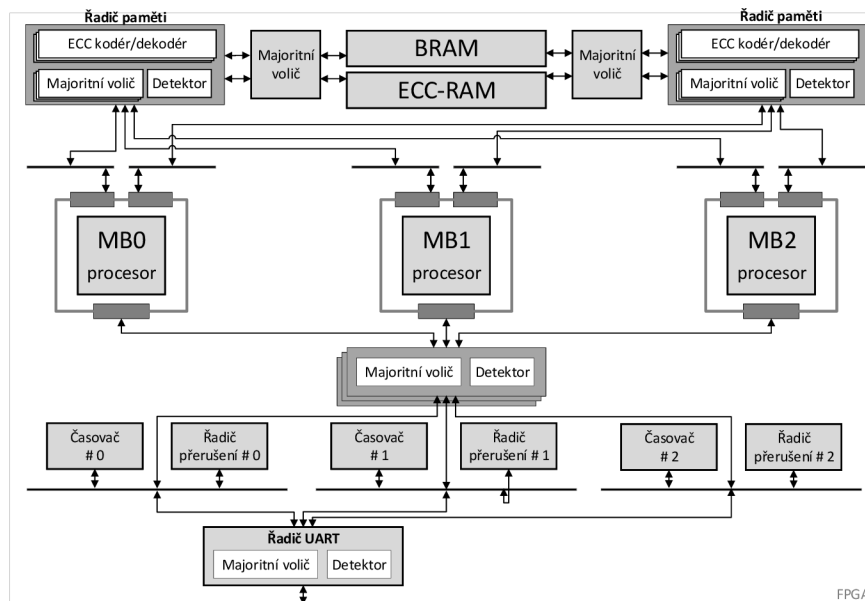 Řadič paměti
Řadič paměti
ECC kodér/dekodér
Majoritní volič
Detektor
Majoritní
volič
BRAM
ECC-RAM
Majoritní
volič
ECC kodér/dekodér
Majoritní volič
Detektor
MB0
procesor
MB1
procesor
MB2
procesor
Majoritní volič
Detektor
Časovač
# 0
Řadič
přerušení # 0
Časovač
# 1
Řadič
přerušení # 1
Časovač
# 2
Řadič
přerušení # 2
Řadič UART
Majoritní volič
Detektor
FPGA